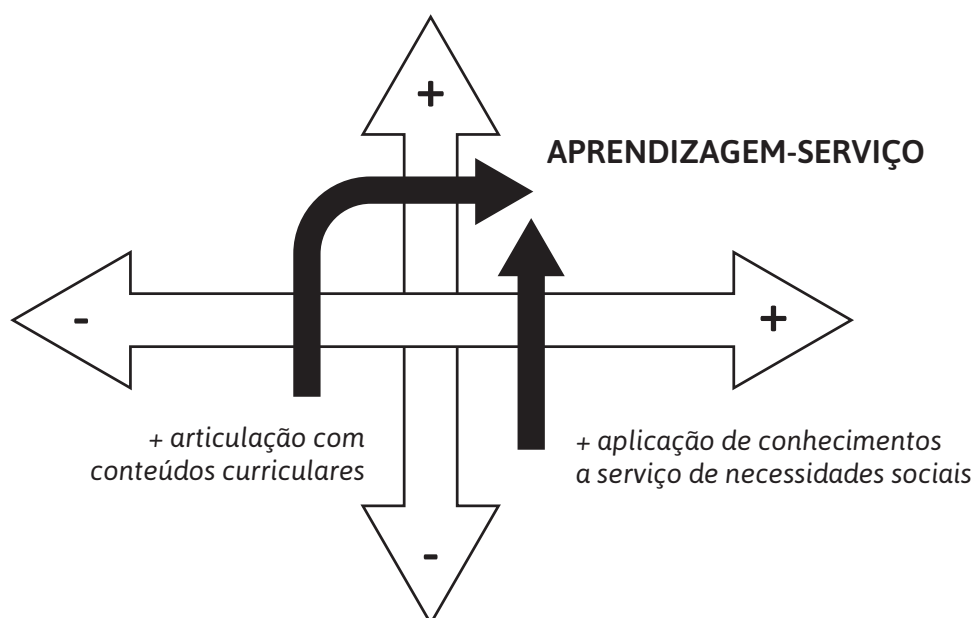 +
APRENDIZAGEM-SERVIÇO
-
+
+ articulação com
conteúdos curriculares
+ aplicação de conhecimentos
a serviço de necessidades sociais
-